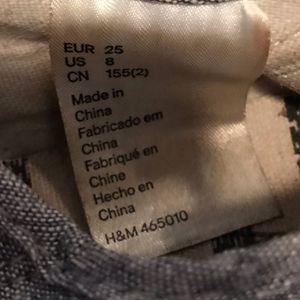 EUR 25
US 8
CN 155(2)
Made in
China
Fabricado em
China
Fabriqué en
Chine
Hecho en
China
H&M 465010